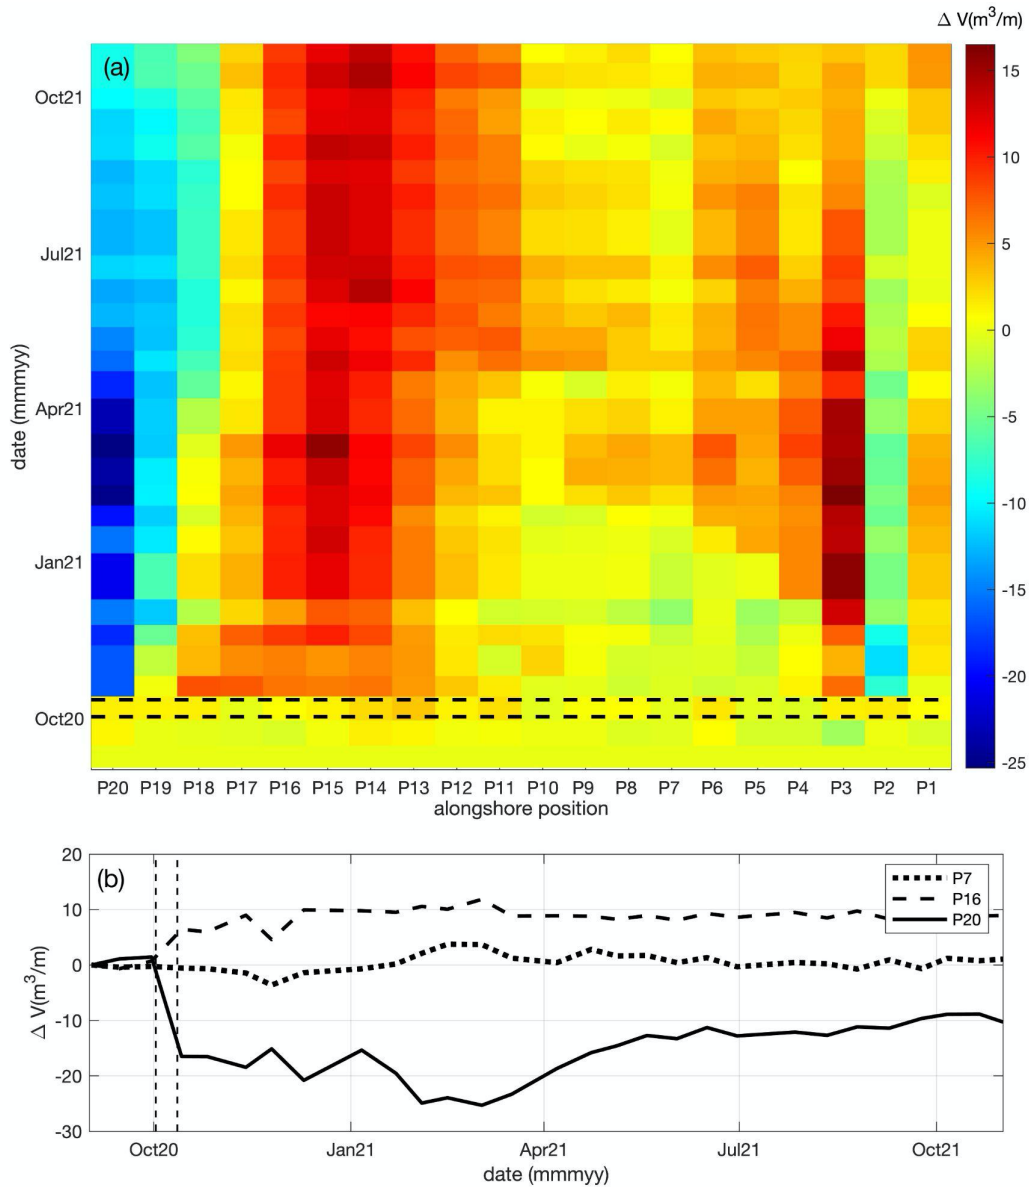 Δ V(m³/m)
(a)
15
10
5
0
-5
-10
-15
-20
-25
Oct21
Jul21
Apr21
Jan21
Oct20
date (mmmyy)
P20 P19 P18 P17 P16 P15 P14 P13 P12 P11 P10 P9 P8 P7 P6 P5 P4 P3 P2 P1
alongshore position
(b)
20
10
0
-10
-20
-30
Δ V(m³/m)
P7
P16
P20
Oct20 Jan21 Apr21 Jul21 Oct21
date (mmmyy)